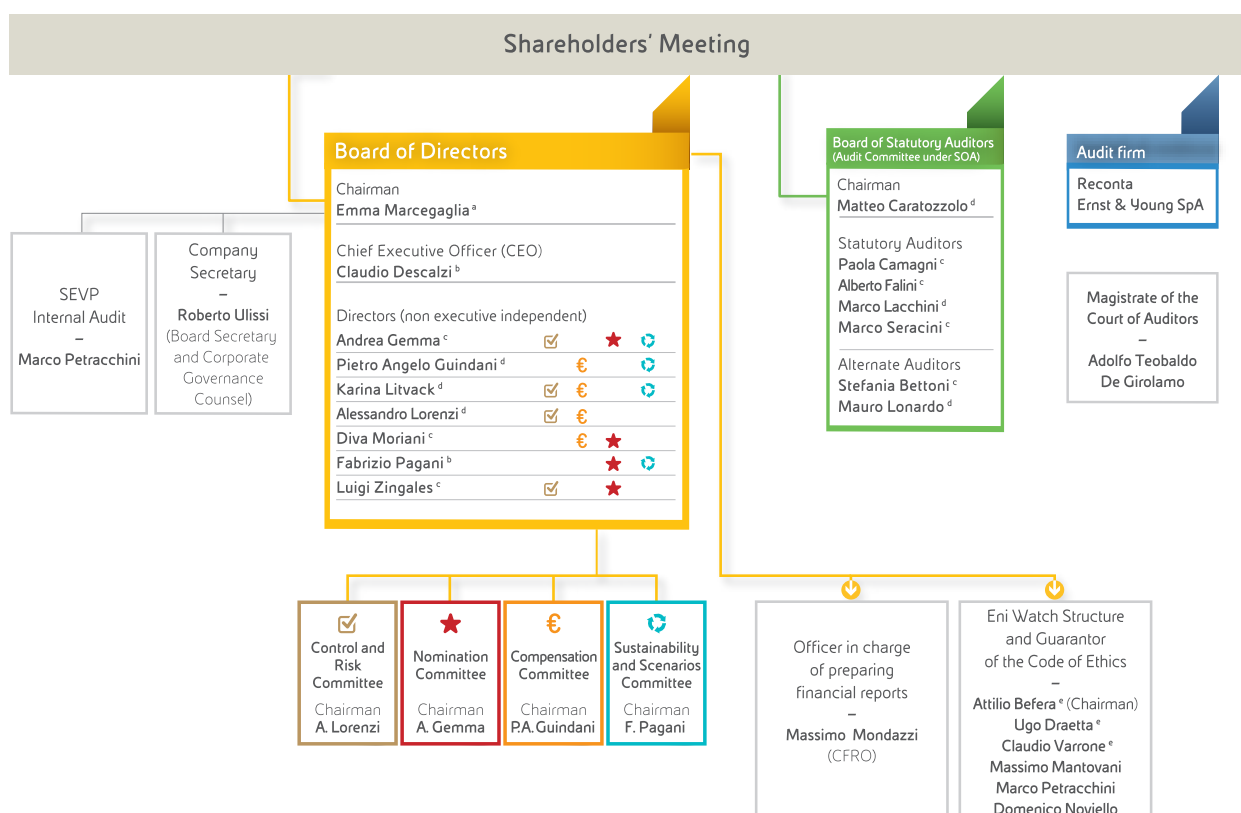 Shareholders' Meeting
Board of Directors
Chairman
Emma Marcegaglia a
Chief Executive Officer (CEO)
Claudio Descalzi b
Directors (non executive independent)
Andrea Gemma c
Pietro Angelo Guindani d
€
Karina Litvack d
€
Alessandro Lorenzi d
€
Diva Moriani c
€
Fabrizio Pagani b
Luigi Zingales c
SEVP
Internal Audit
–
Marco Petracchini
Company
Secretary
–
Roberto Ulissi
(Board Secretary
and Corporate
Governance
Counsel)
Board of Statutory Auditors
(Audit Committee under SOA)
Chairman
Matteo Caratozzolo d
Statutory Auditors
Paola Camagni c
Alberto Falini c
Marco Lacchini d
Marco Seracini c
Alternate Auditors
Stefania Bettoni c
Mauro Lonardo d
Audit firm
Reconta
Ernst & Young SpA
Magistrate of the
Court of Auditors
–
Adolfo Teobaldo
De Girolamo
Control and
Risk
Committee
Chairman
A. Lorenzi
Nomination
Committee
Chairman
A. Gemma
€
Compensation
Committee
Chairman
P.A. Guindani
Sustainability
and Scenarios
Committee
Chairman
F. Pagani
Officer in charge
of preparing
financial reports
–
Massimo Mondazzi
(CFRO)
Eni Watch Structure
and Guarantor
of the Code of Ethics
–
Attilio Befera e (Chairman)
Ugo Draetta e
Claudio Varrone e
Massimo Mantovani
Marco Petracchini
Domenico Noviello